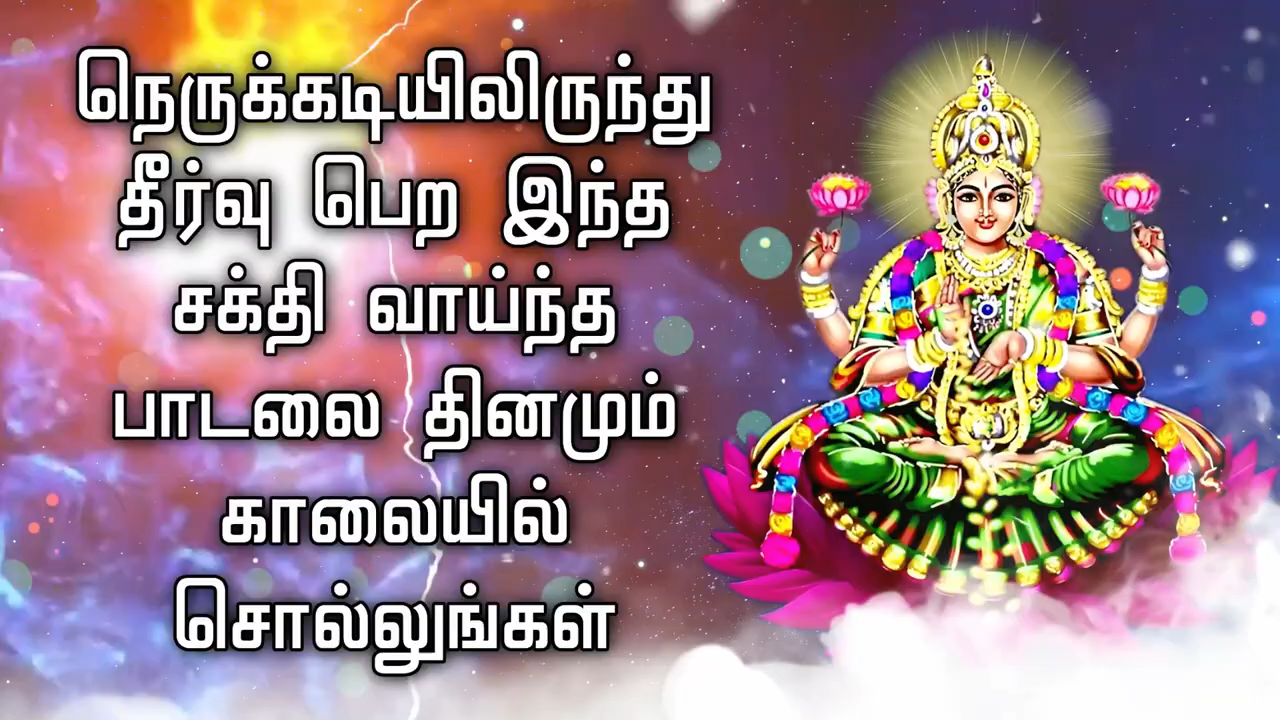 நெருக்கடியிலிருந்து
தீர்வு பெற இந்த
சக்தி வாய்ந்த
பாடலை தினமும்
காலையில்
சொல்லுங்கள்